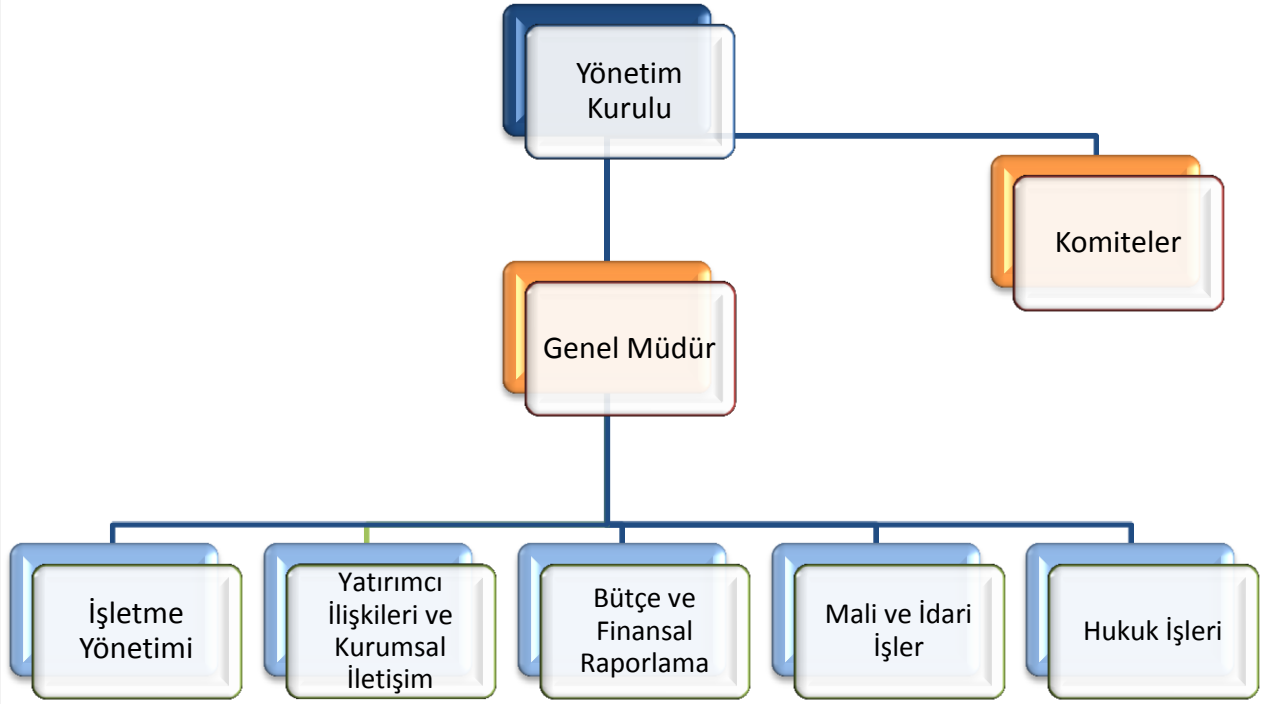 Yönetim
Kurulu
Komiteler
Genel Müdür
İşletme
Yönetimi
Yatırımcı
İlişkileri ve
Kurumsal
İletişim
Bütçe ve
Finansal
Raporlama
Mali ve İdari
İşler
Hukuk İşleri